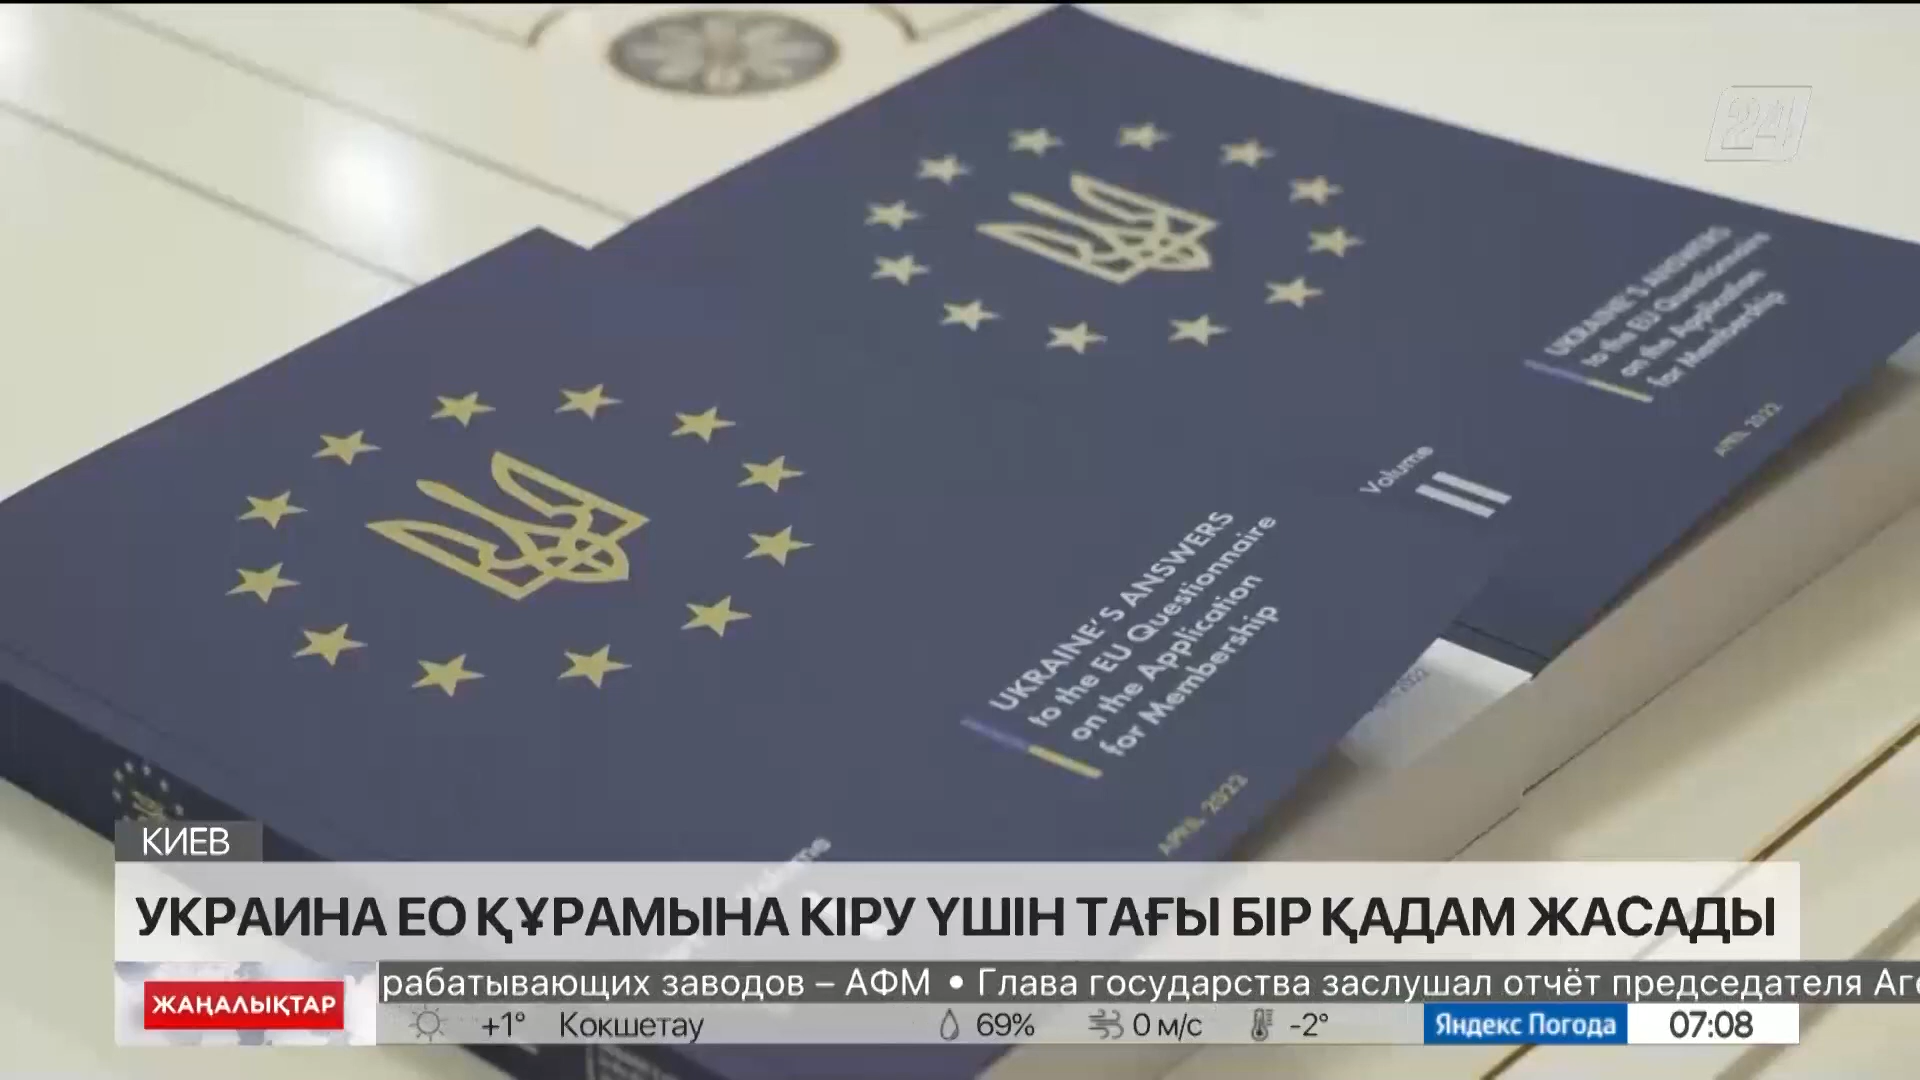 24
UKRAINE'S ANSWERS
to the EU Questionnaire
on the Application
for Membership
APRIL 2022
Volume
II
UKRAINE'S ANSWERS
to the EU Questionnaire
on the Application
for Membership
APRIL 2022
Volume
КИЕВ
УКРАИНА ЕО ҚҰРАМЫНА КІРУ ҮШІН ТАҒЫ БІР ҚАДАМ ЖАСАДЫ
ЖАҢАЛЫҚТАР
рабатывающих заводов – АФМ • Глава государства заслушал отчёт председателя Аге
+1° Кокшетау 69% 0 м/с -2° Яндекс Погода 07:08